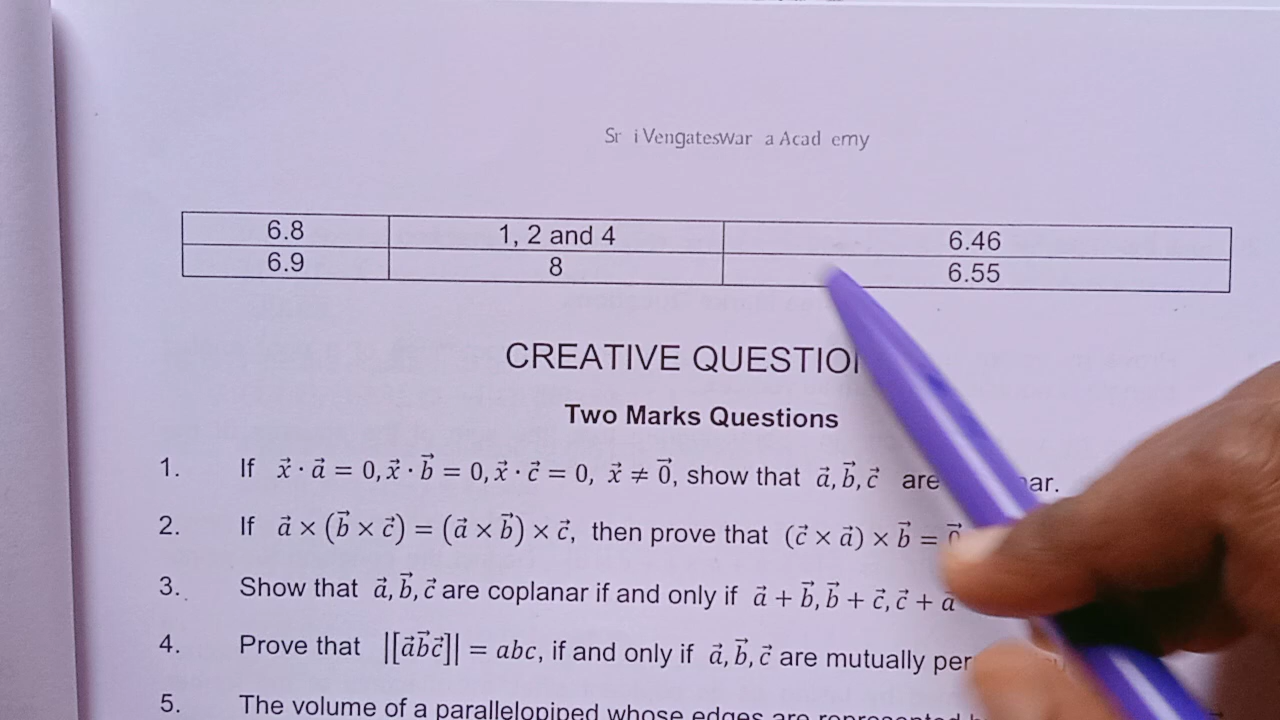 Sr i Vengateswar a Acad emy
6.8 1, 2 and 4 6.46
6.9 8 6.55
CREATIVE QUESTIO
Two Marks Questions
1. If x⃗ · a⃗ = 0, x⃗ · b⃗ = 0, x⃗ · c⃗ = 0, x⃗ ≠ 0⃗, show that a⃗, b⃗, c⃗ are ar.
2. If a⃗ × (b⃗ × c⃗) = (a⃗ × b⃗) × c⃗, then prove that (c⃗ × a⃗) × b⃗ = 0⃗
3. Show that a⃗, b⃗, c⃗ are coplanar if and only if a⃗ + b⃗, b⃗ + c⃗, c⃗ + a⃗
4. Prove that |[a⃗b⃗c⃗]| = abc, if and only if a⃗, b⃗, c⃗ are mutually per
5. The volume of a parallelopiped whose edges are represented